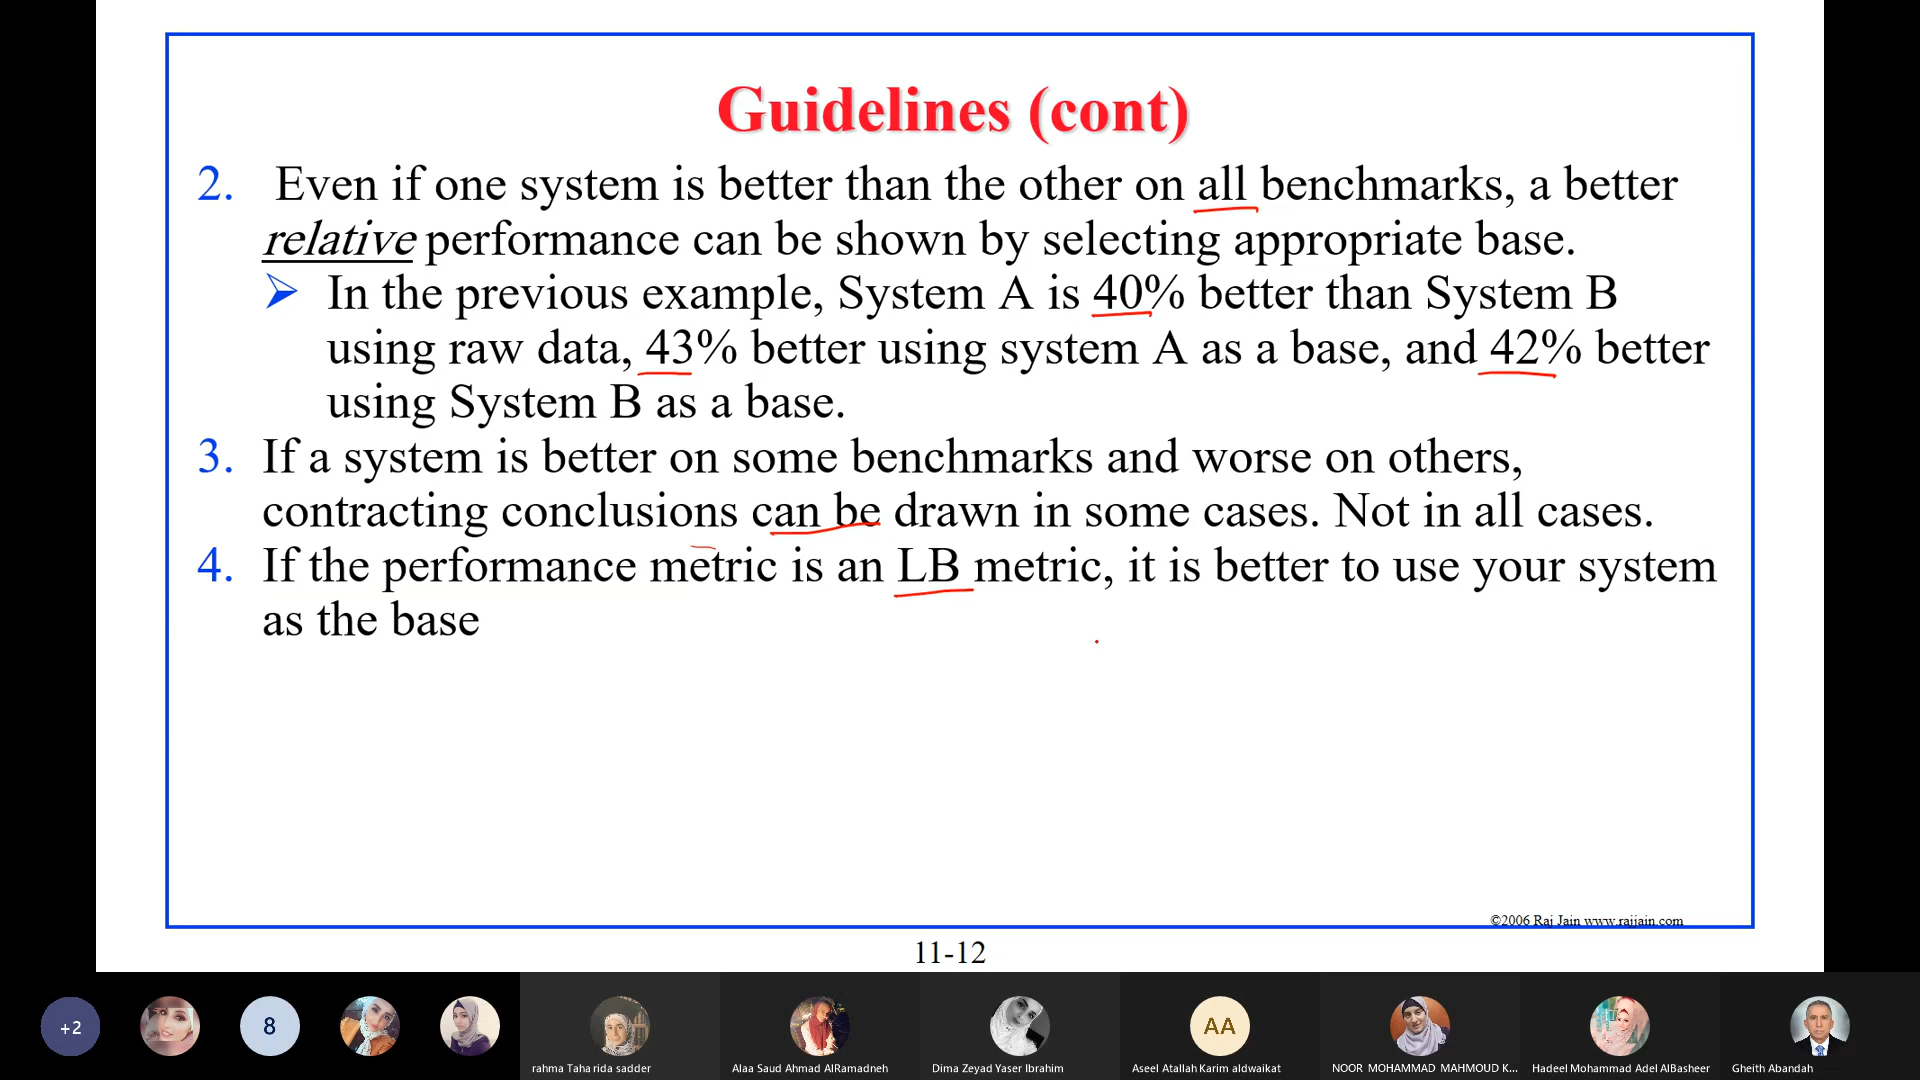 Guidelines (cont)
2. Even if one system is better than the other on all benchmarks, a better
relative performance can be shown by selecting appropriate base.
➢ In the previous example, System A is 40% better than System B
using raw data, 43% better using system A as a base, and 42% better
using System B as a base.
3. If a system is better on some benchmarks and worse on others,
contracting conclusions can be drawn in some cases. Not in all cases.
4. If the performance metric is an LB metric, it is better to use your system
as the base
©2006 Raj Jain www.rajjain.com
11-12
+2
8
AA
rahma Taha rida sadder
Alaa Saud Ahmad AlRamadneh
Dima Zeyad Yaser Ibrahim
Aseel Atallah Karim aldwaikat
NOOR MOHAMMAD MAHMOUD K...
Hadeel Mohammad Adel AlBasheer
Gheith Abandah